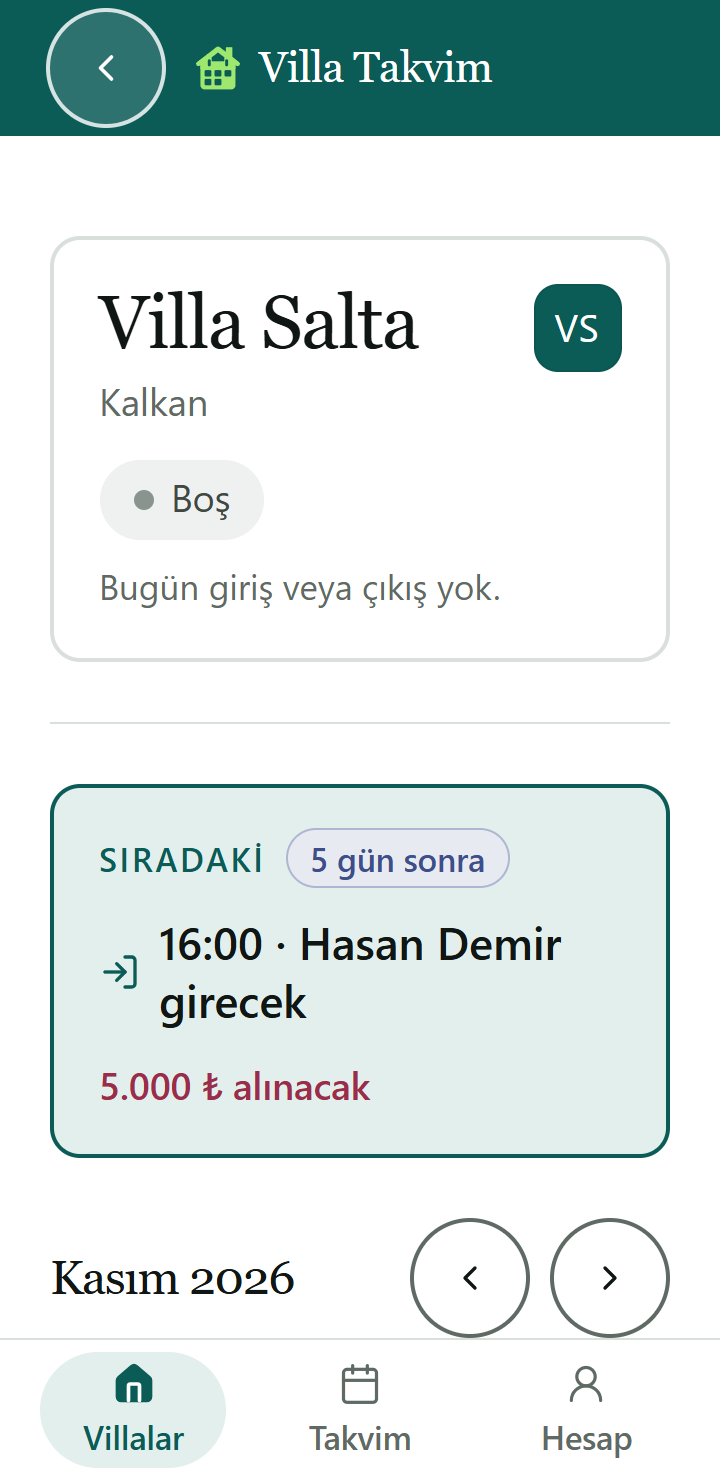 Villa Takvim
Villa Salta
VS
Kalkan
Boş
Bugün giriş veya çıkış yok.
SIRADAKİ
5 gün sonra
16:00 · Hasan Demir
girecek
5.000 ₺ alınacak
Kasım 2026
Villalar
Takvim
Hesap